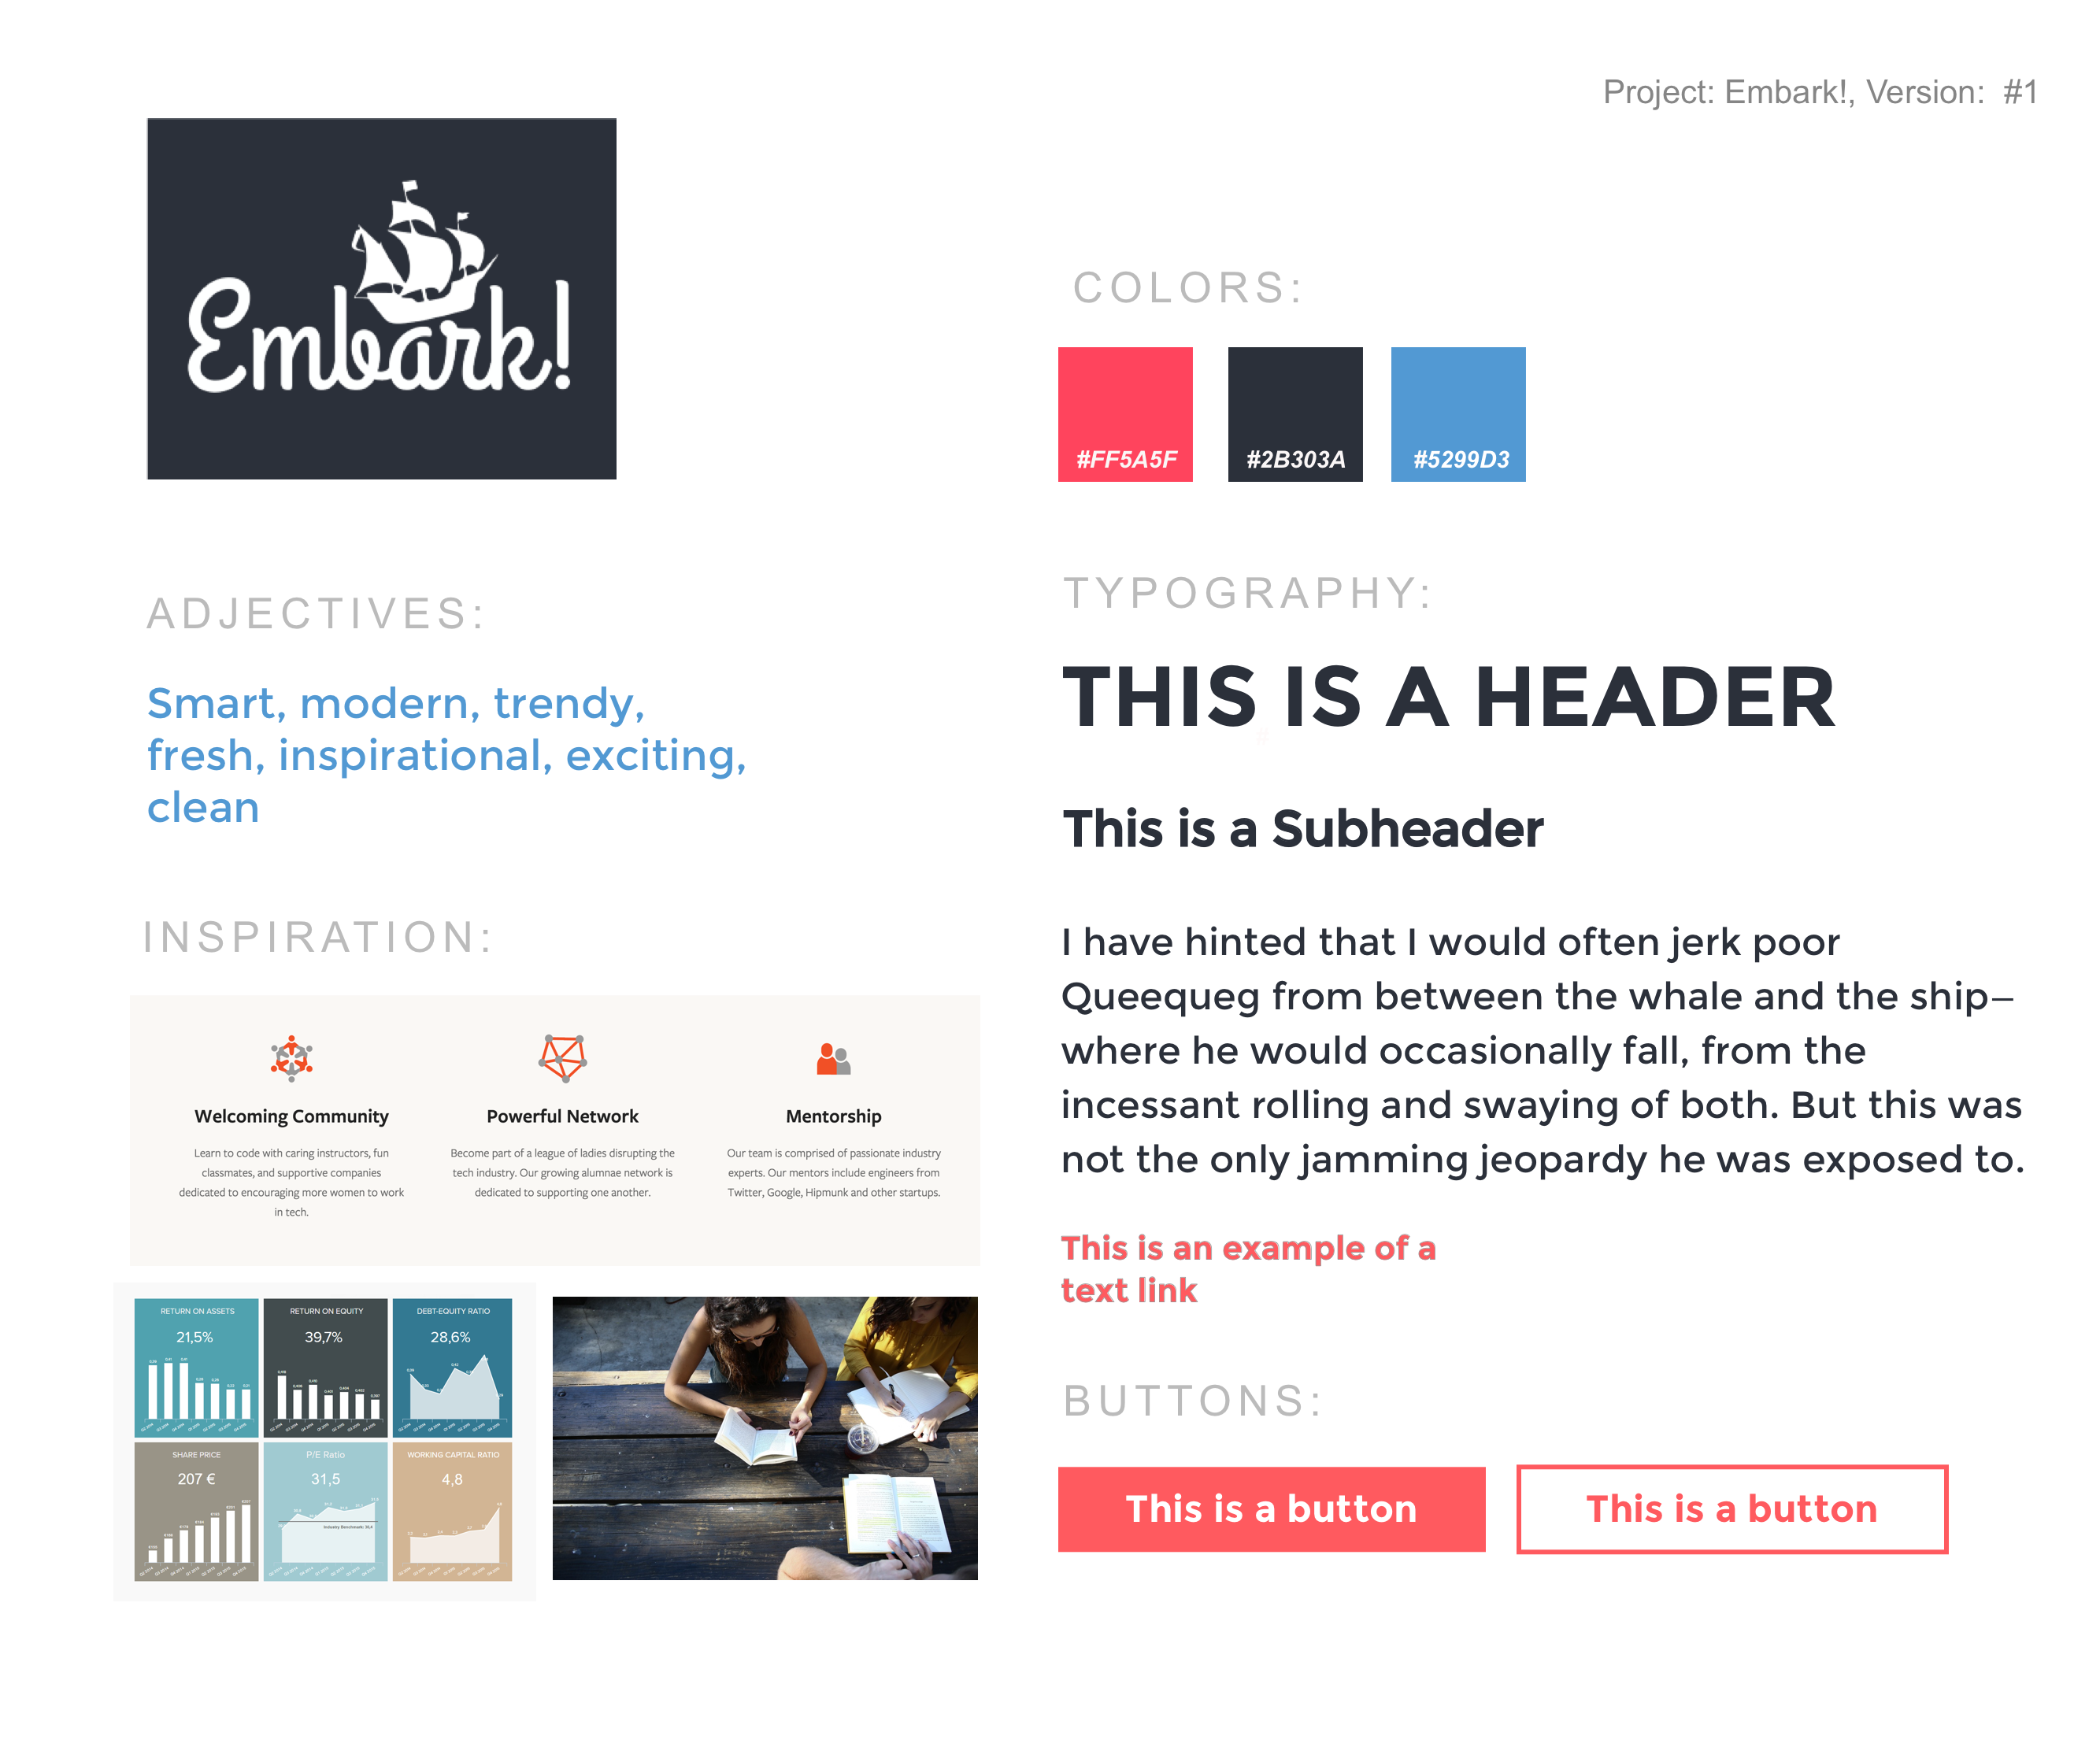 Project: Embark!, Version: #1
Embark!
ADJECTIVES:
Smart, modern, trendy,
fresh, inspirational, exciting,
clean
INSPIRATION:
Welcoming Community
Learn to code with caring instructors, fun
classmates, and supportive companies
dedicated to encouraging more women to work
in tech.
Powerful Network
Become part of a league of ladies disrupting the
tech industry. Our growing alumnae network is
dedicated to supporting one another.
Mentorship
Our team is comprised of passionate industry
experts. Our mentors include engineers from
Twitter, Google, Hipmunk and other startups.
RETURN ON ASSETS
21,5%
RETURN ON EQUITY
39,7%
DEBT-EQUITY RATIO
28,6%
SHARE PRICE
207 €
P/E Ratio
31,5
WORKING CAPITAL RATIO
4,8
COLORS:
#FF5A5F
#2B303A
#5299D3
TYPOGRAPHY:
THIS IS A HEADER
This is a Subheader
I have hinted that I would often jerk poor
Queequeg from between the whale and the ship—
where he would occasionally fall, from the
incessant rolling and swaying of both. But this was
not the only jamming jeopardy he was exposed to.
This is an example of a
text link
BUTTONS:
This is a button
This is a button